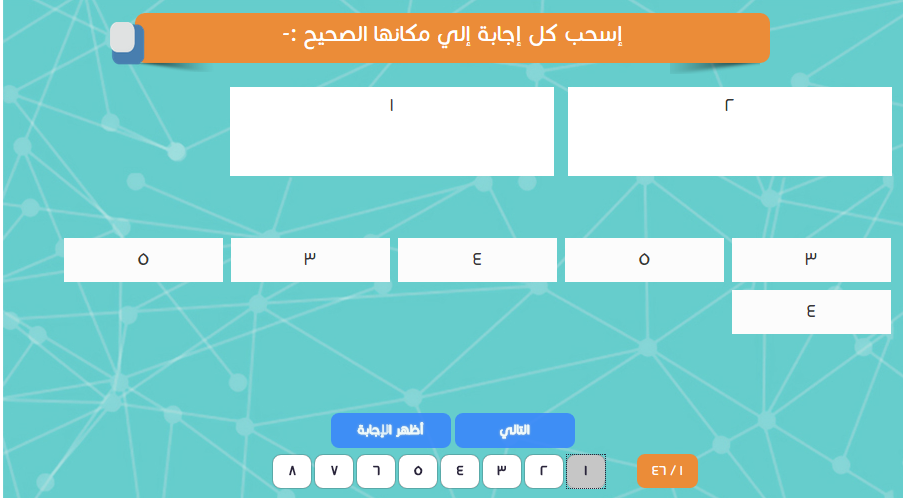 إسحب كل إجابة إلي مكانها الصحيح :-
٢ ١
٣ ٥ ٤ ٣ ٥
٤
التالي أظهر الإجابة
١ / ٤٦ ١ ٢ ٣ ٤ ٥ ٦ ٧ ٨